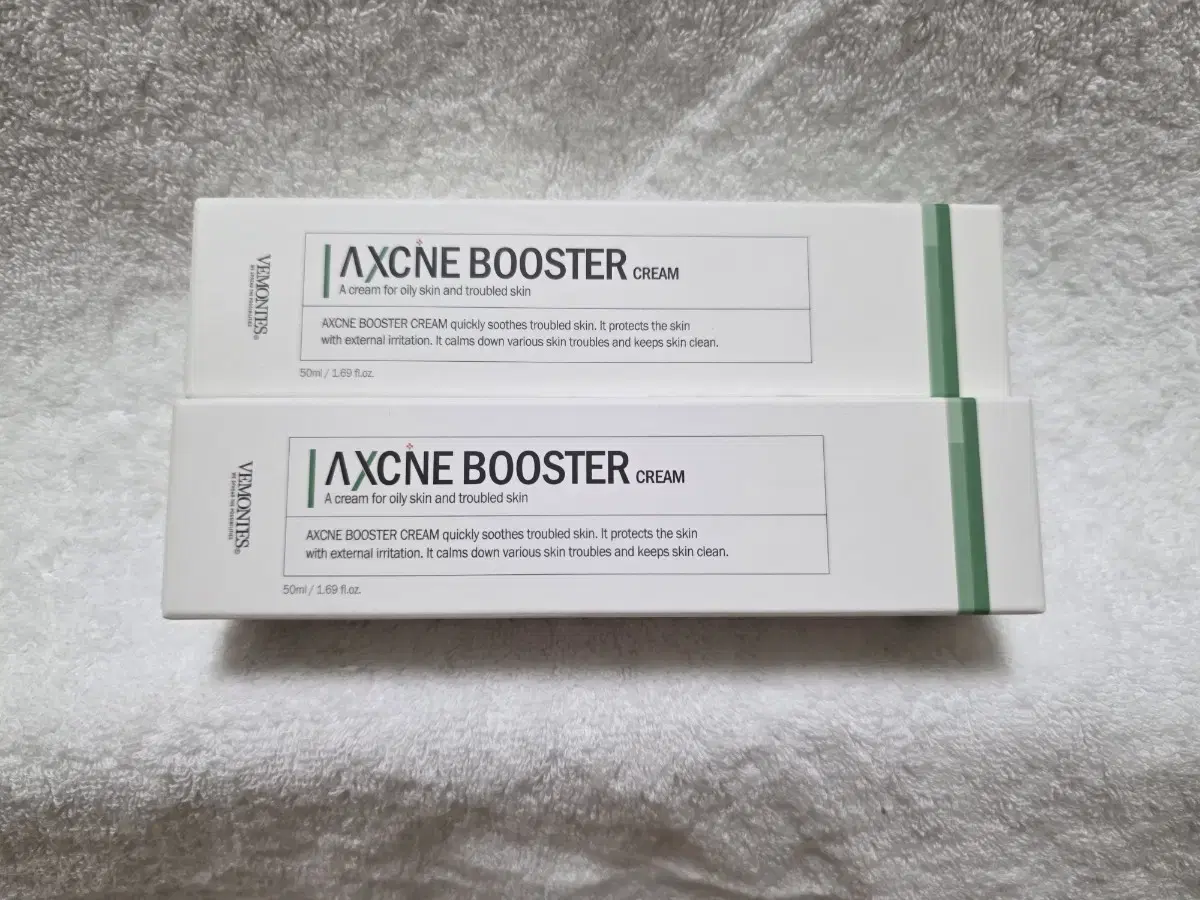 VEMONTES®
AXCNE BOOSTER CREAM
A cream for oily skin and troubled skin
AXCNE BOOSTER CREAM quickly soothes troubled skin. It protects the skin
with external irritation. It calms down various skin troubles and keeps skin clean.
50ml / 1.69 fl.oz.
VEMONTES®
AXCNE BOOSTER CREAM
A cream for oily skin and troubled skin
AXCNE BOOSTER CREAM quickly soothes troubled skin. It protects the skin
with external irritation. It calms down various skin troubles and keeps skin clean.
50ml / 1.69 fl.oz.